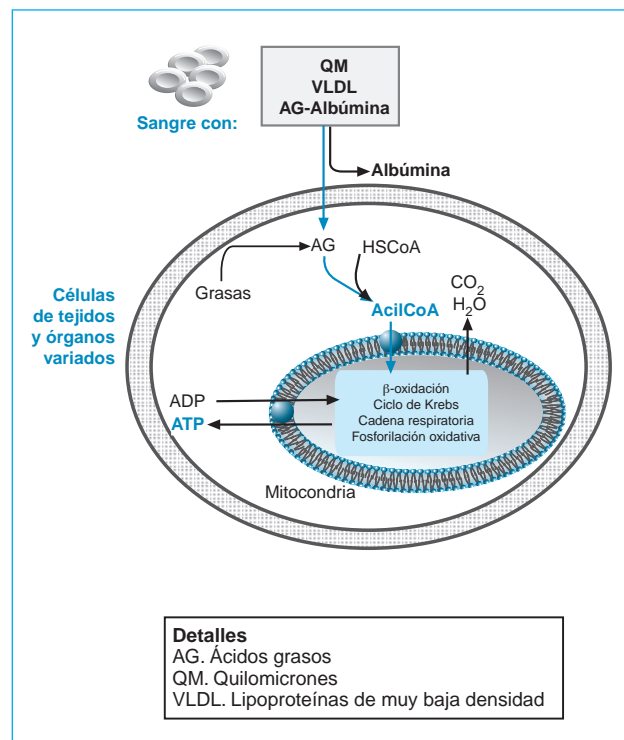 QM
VLDL
AG-Albúmina
Sangre con:
Albúmina
AG
HSCoA
Grasas
CO2
H2O
Células
de tejidos
y órganos
variados
AcilCoA
β-oxidación
Ciclo de Krebs
Cadena respiratoria
Fosforilación oxidativa
ADP
ATP
Mitocondria
Detalles
AG. Ácidos grasos
QM. Quilomicrones
VLDL. Lipoproteínas de muy baja densidad